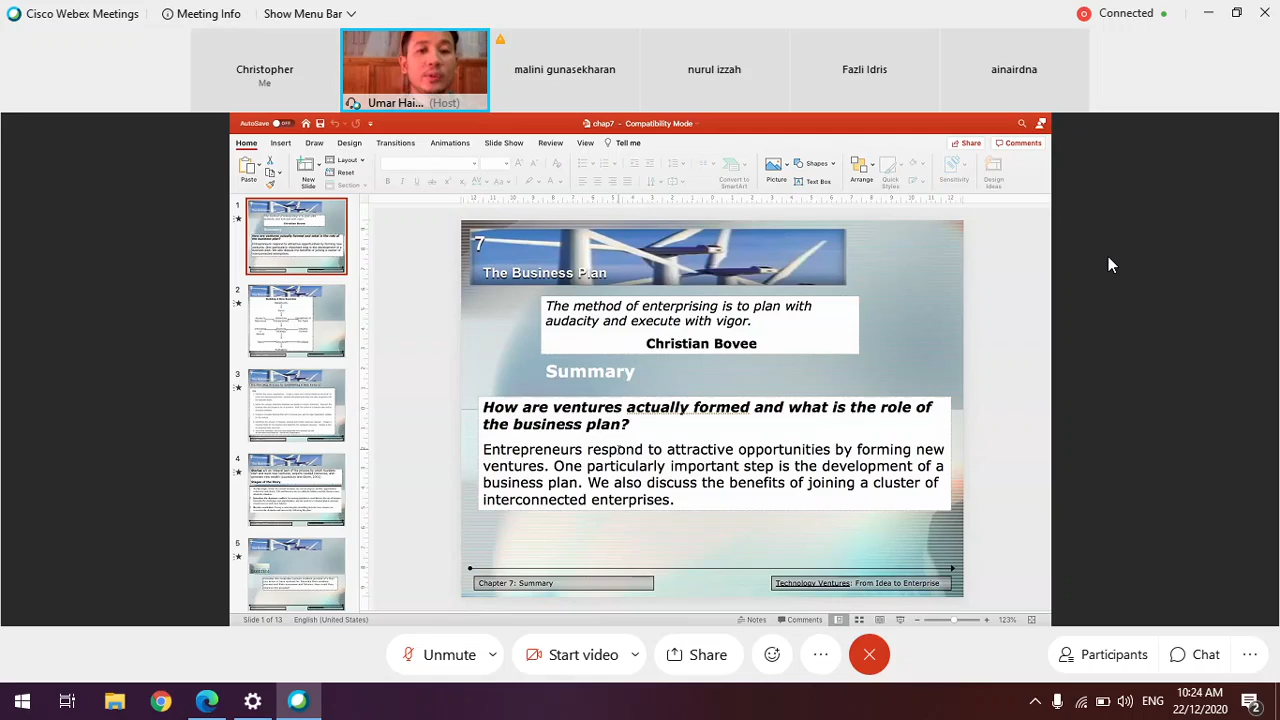 Cisco Webex Meetings
Meeting Info
Show Menu Bar
Connected
Christopher
Me
Umar Hai... (Host)
malini gunasekharan
nurul izzah
Fazli Idris
ainairdna
AutoSave OFF
chap7 - Compatibility Mode
Home
Insert
Draw
Design
Transitions
Animations
Slide Show
Review
View
Tell me
Share
Comments
Paste
New
Slide
Layout
Reset
Section
Convert to
SmartArt
Picture
Shapes
Text Box
Arrange
Quick
Styles
Sensitivity
Design
Ideas
1
2
3
4
5
7
The Business Plan
The method of enterprising is to plan with
audacity and execute with vigor.
Christian Bovee
Summary
How are ventures actually formed and what is the role of
the business plan?
Entrepreneurs respond to attractive opportunities by forming new
ventures. One particularly important step is the development of a
business plan. We also discuss the benefits of joining a cluster of
interconnected enterprises.
Chapter 7: Summary
Technology Ventures: From Idea to Enterprise
Slide 1 of 13
English (United States)
Notes
Comments
123%
Unmute
Start video
Share
Participants
Chat
ENG
10:24 AM
22/12/2020
2